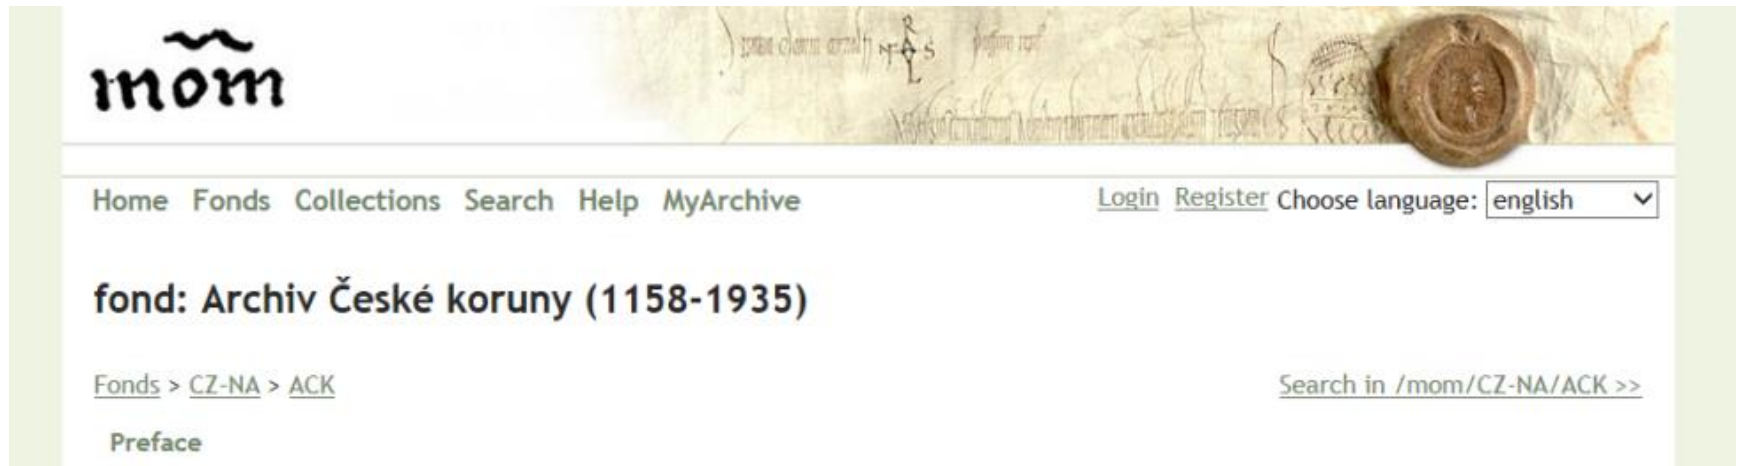 mom
Home Fonds Collections Search Help MyArchive
Login Register Choose language: english
fond: Archiv České koruny (1158-1935)
Fonds > CZ-NA > ACK
Search in /mom/CZ-NA/ACK >>
Preface